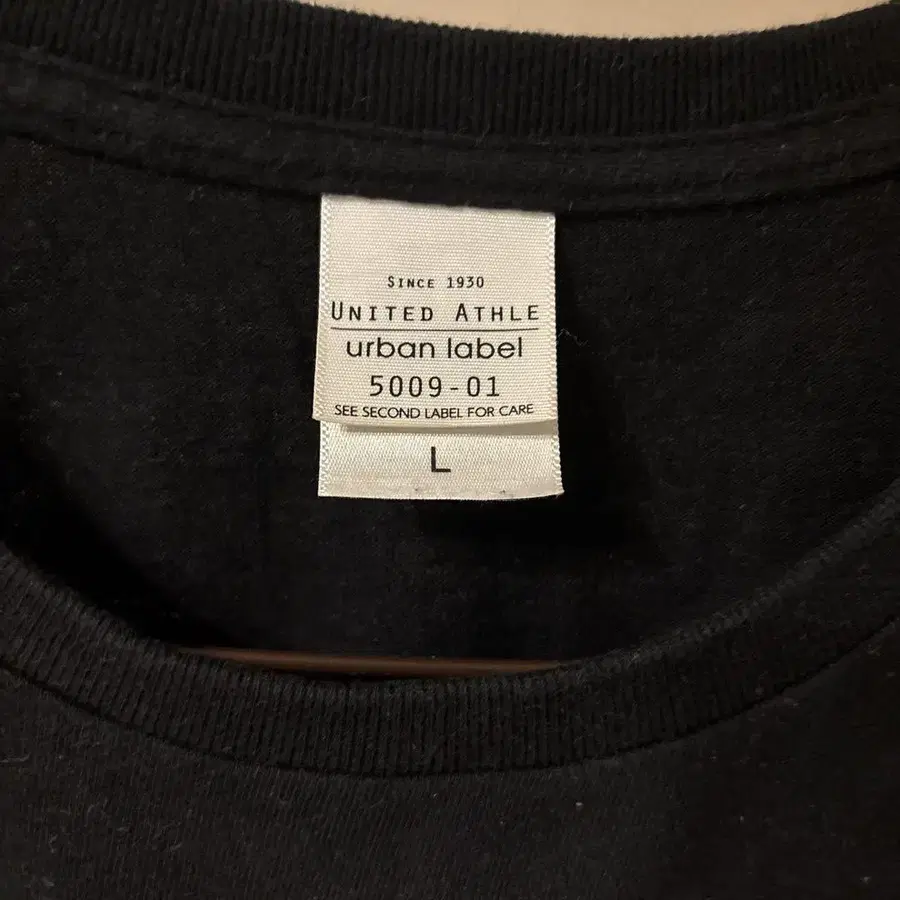 SINCE 1930
UNITED ATHLE
urban label
5009-01
SEE SECOND LABEL FOR CARE
L